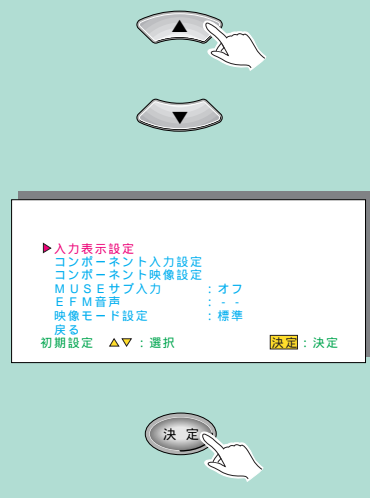 ▲
▼
▶入力表示設定
コンポーネント入力設定
コンポーネント映像設定
MUSEサブ入力 :オフ
EFM音声 :--
映像モード設定 :標準
戻る
初期設定 △▽:選択 決定:決定
決定